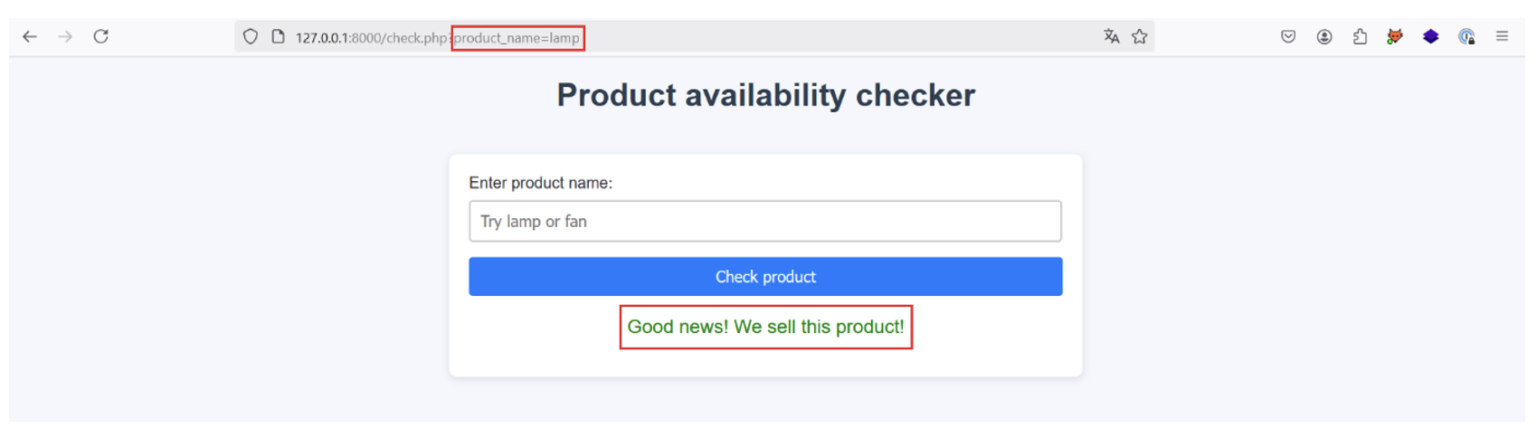 127.0.0.1:8000/check.php?product_name=lamp
Product availability checker
Enter product name:
Try lamp or fan
Check product
Good news! We sell this product!